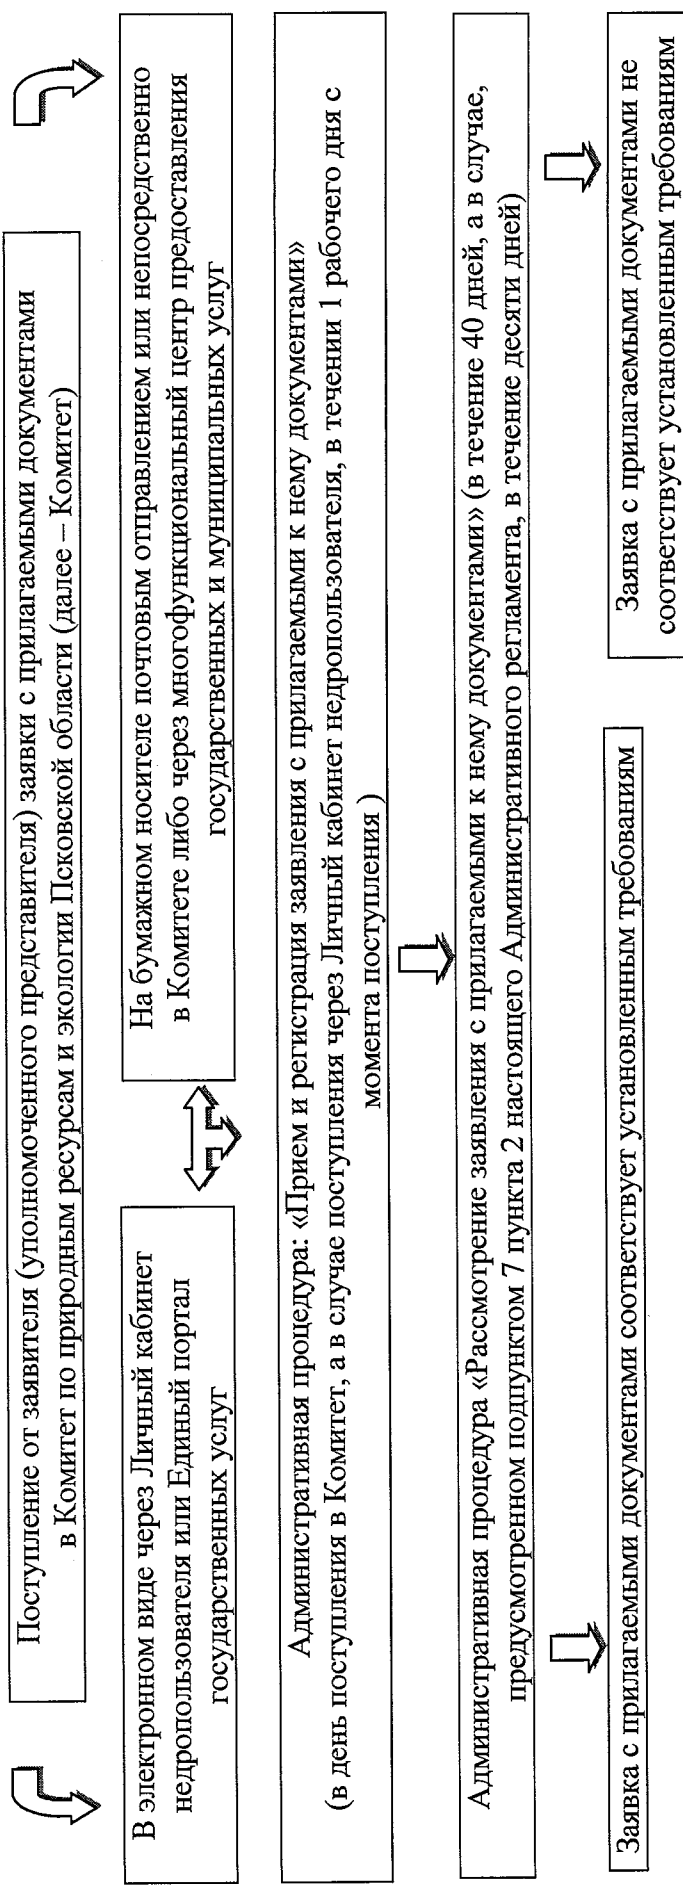 Поступление от заявителя (уполномоченного представителя) заявки с прилагаемыми документами
в Комитет по природным ресурсам и экологии Псковской области (далее – Комитет)
В электронном виде через Личный кабинет
недропользователя или Единый портал
государственных услуг
На бумажном носителе почтовым отправлением или непосредственно
в Комитете либо через многофункциональный центр предоставления
государственных и муниципальных услуг
Административная процедура: «Прием и регистрация заявления с прилагаемыми к нему документами»
(в день поступления в Комитет, а в случае поступления через Личный кабинет недропользователя, в течении 1 рабочего дня с
момента поступления )
Административная процедура «Рассмотрение заявления с прилагаемыми к нему документами» (в течение 40 дней, а в случае,
предусмотренном подпунктом 7 пункта 2 настоящего Административного регламента, в течение десяти дней)
Заявка с прилагаемыми документами соответствует установленным требованиям
Заявка с прилагаемыми документами не
соответствует установленным требованиям